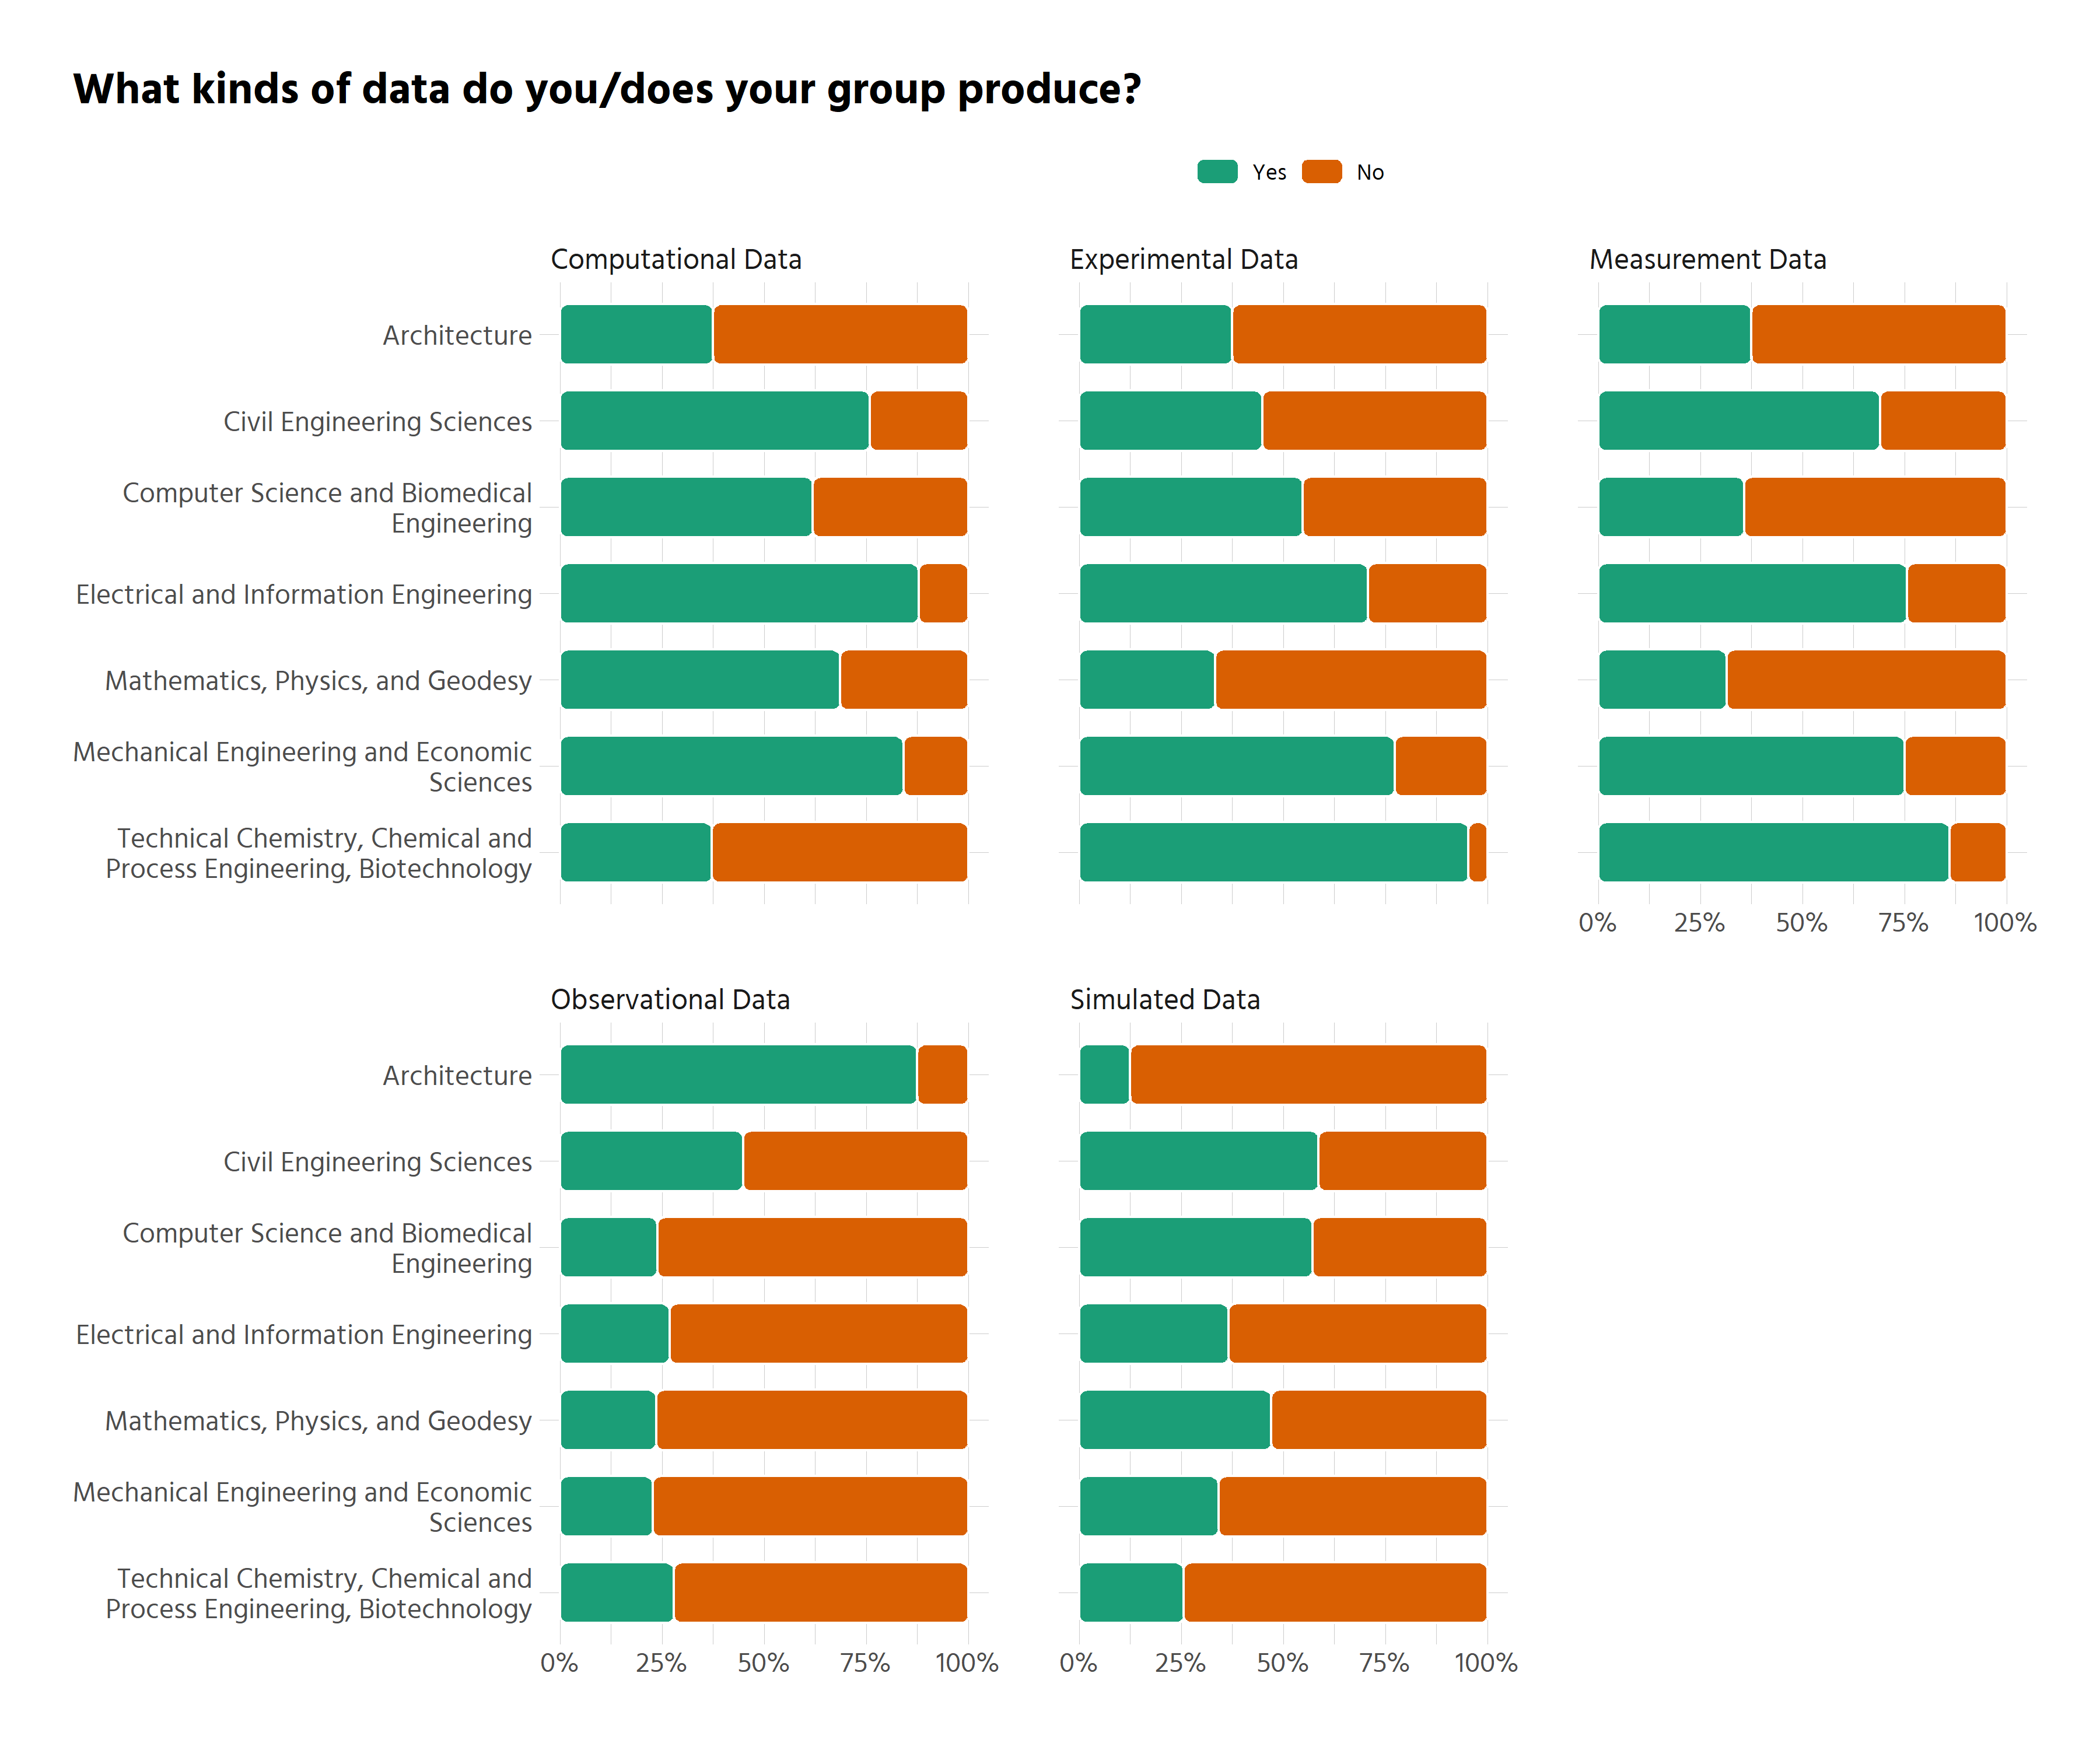 What kinds of data do you/does your group produce?
Yes No
Computational Data
Experimental Data
Measurement Data
Architecture
Civil Engineering Sciences
Computer Science and Biomedical
Engineering
Electrical and Information Engineering
Mathematics, Physics, and Geodesy
Mechanical Engineering and Economic
Sciences
Technical Chemistry, Chemical and
Process Engineering, Biotechnology
0% 25% 50% 75% 100%
Observational Data
Simulated Data
Architecture
Civil Engineering Sciences
Computer Science and Biomedical
Engineering
Electrical and Information Engineering
Mathematics, Physics, and Geodesy
Mechanical Engineering and Economic
Sciences
Technical Chemistry, Chemical and
Process Engineering, Biotechnology
0% 25% 50% 75% 100%
0% 25% 50% 75% 100%